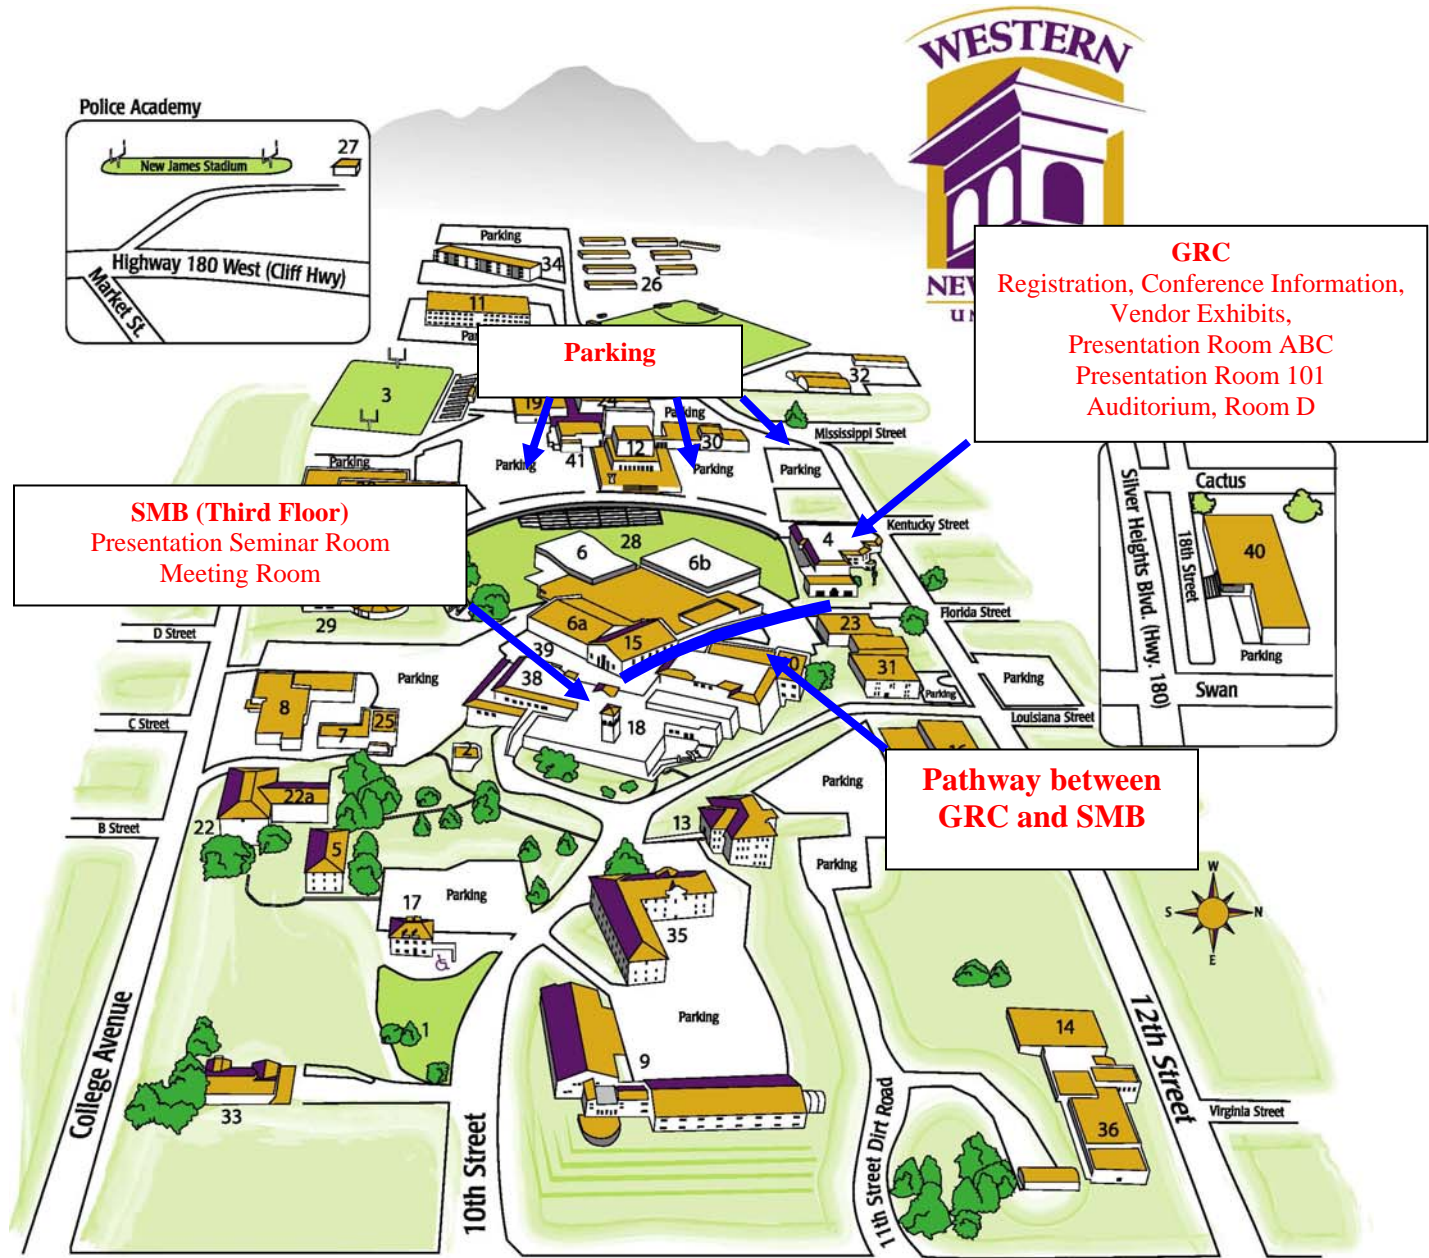 WESTERN
Police Academy
New James Stadium
27
Highway 180 West (Cliff Hwy)
Market St.
Parking
34
26
11
GRC
Registration, Conference Information,
Vendor Exhibits,
Presentation Room ABC
Presentation Room 101
Auditorium, Room D
Parking
3
32
19
24
Parking
Mississippi Street
12
30
41
Parking
Parking
Parking
Parking
Cactus
Silver Heights Blvd. (Hwy. 180)
18th Street
40
Parking
Swan
SMB (Third Floor)
Presentation Seminar Room
Meeting Room
Kentucky Street
4
28
6
6b
Florida Street
29
D Street
6a
15
23
39
38
31
Parking
Parking
Parking
Louisiana Street
8
25
7
C Street
18
2
Pathway between
GRC and SMB
Parking
22a
22
B Street
13
5
Parking
Parking
17
35
W
S
N
E
1
Parking
14
9
College Avenue
12th Street
33
10th Street
11th Street Dirt Road
36
Virginia Street